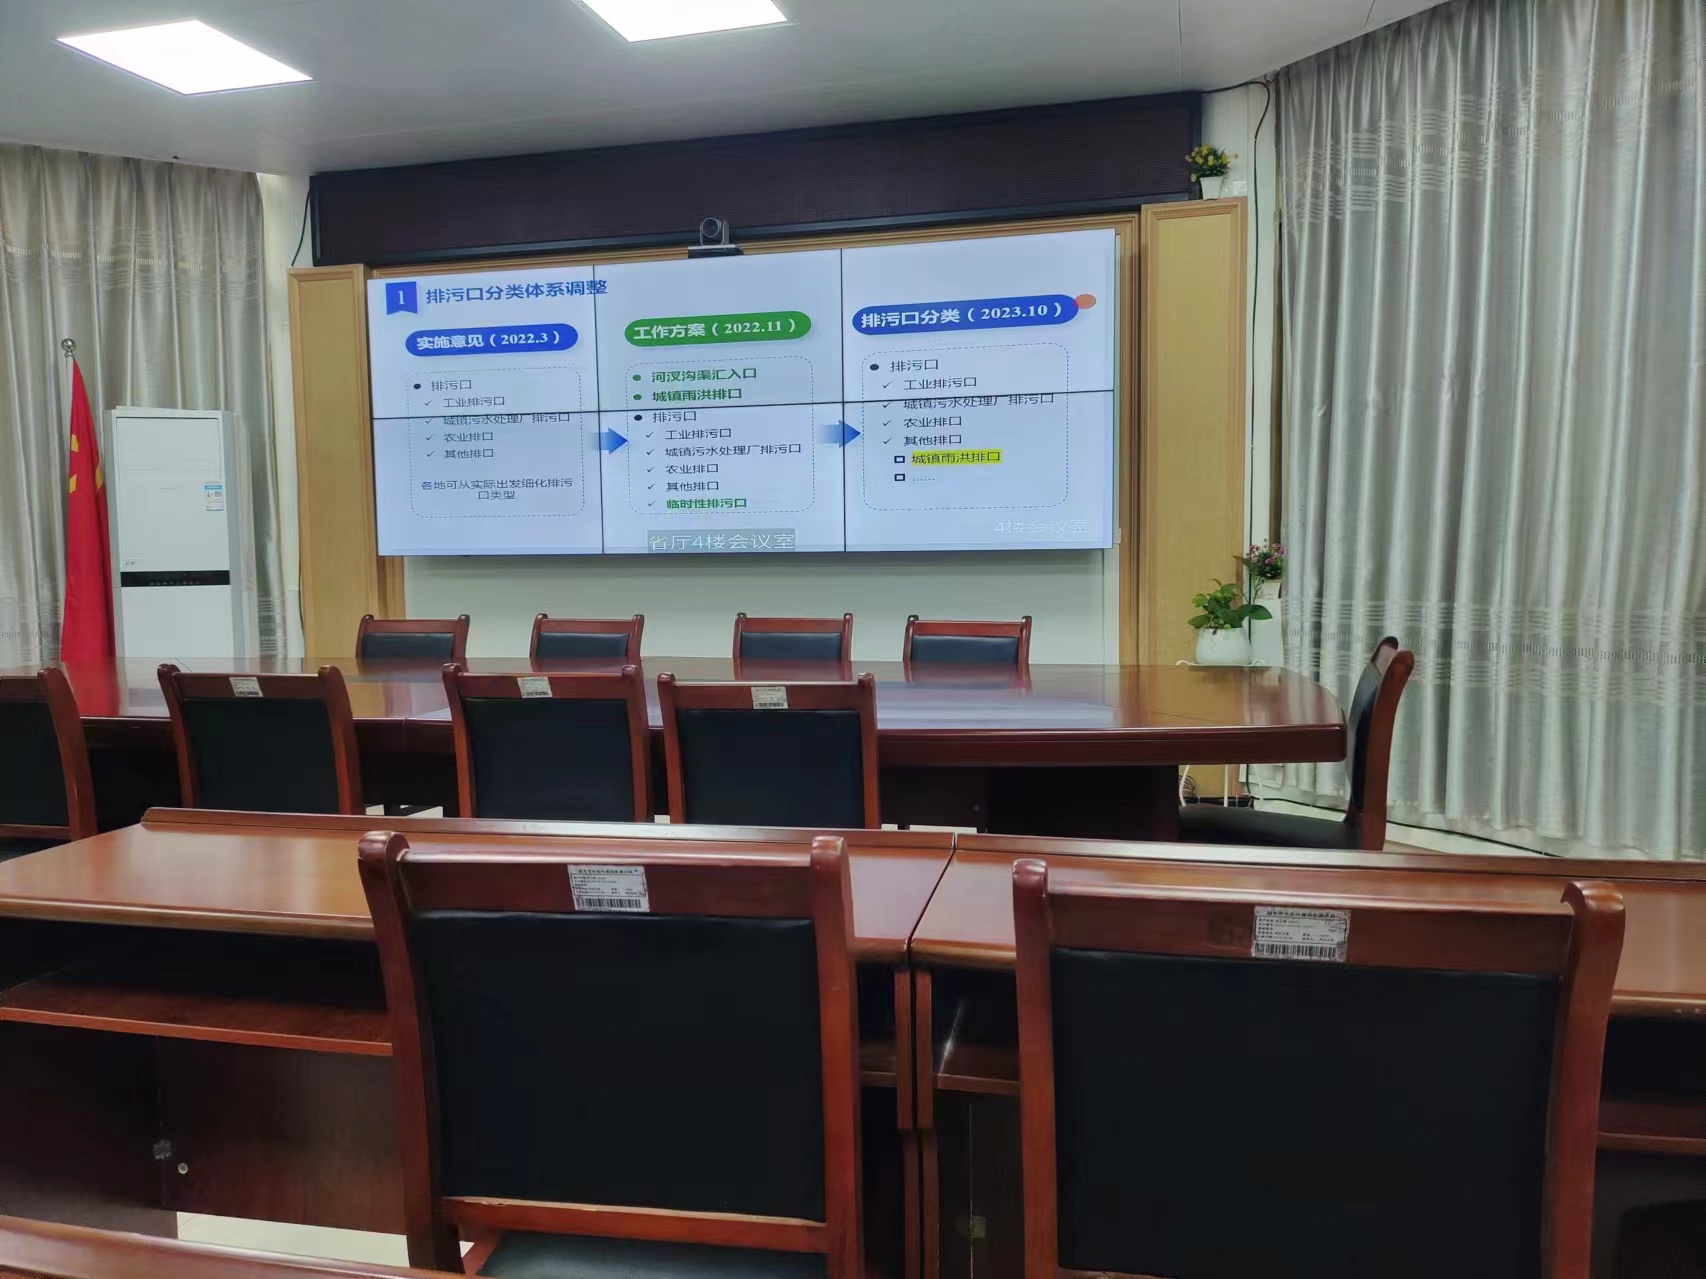 1
排污口分类体系调整
实施意见（2022.3）
排污口
工业排污口
城镇污水处理厂排污口
农业排口
其他排口
各地可从实际出发细化排污
口类型
工作方案（2022.11）
河汊沟渠汇入口
城镇雨洪排口
排污口
工业排污口
城镇污水处理厂排污口
农业排口
其他排口
临时性排污口
排污口分类（2023.10）
排污口
工业排污口
城镇污水处理厂排污口
农业排口
其他排口
城镇雨洪排口
……
省厅4楼会议室
4楼会议室